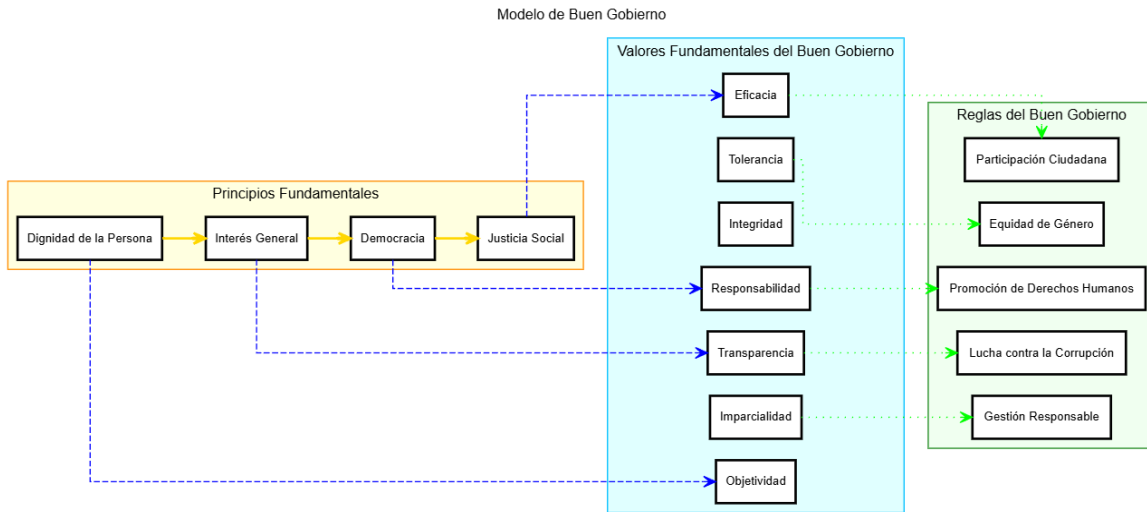 Modelo de Buen Gobierno
Principios Fundamentales
Dignidad de la Persona
Interés General
Democracia
Justicia Social
Valores Fundamentales del Buen Gobierno
Eficacia
Tolerancia
Integridad
Responsabilidad
Transparencia
Imparcialidad
Objetividad
Reglas del Buen Gobierno
Participación Ciudadana
Equidad de Género
Promoción de Derechos Humanos
Lucha contra la Corrupción
Gestión Responsable